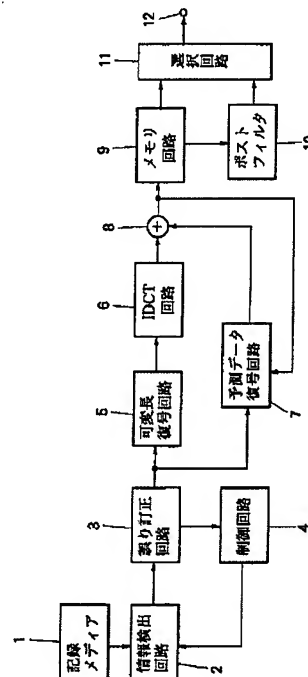 1
記録
メディア
情報検出
回路
2
3
誤り訂正
回路
制御回路
4
5
可変長
復号回路
6
IDCT
回路
予測データ
復号回路
7
8
+
9
メモリ
回路
ポスト
フィルタ
10
11
選択回路
12